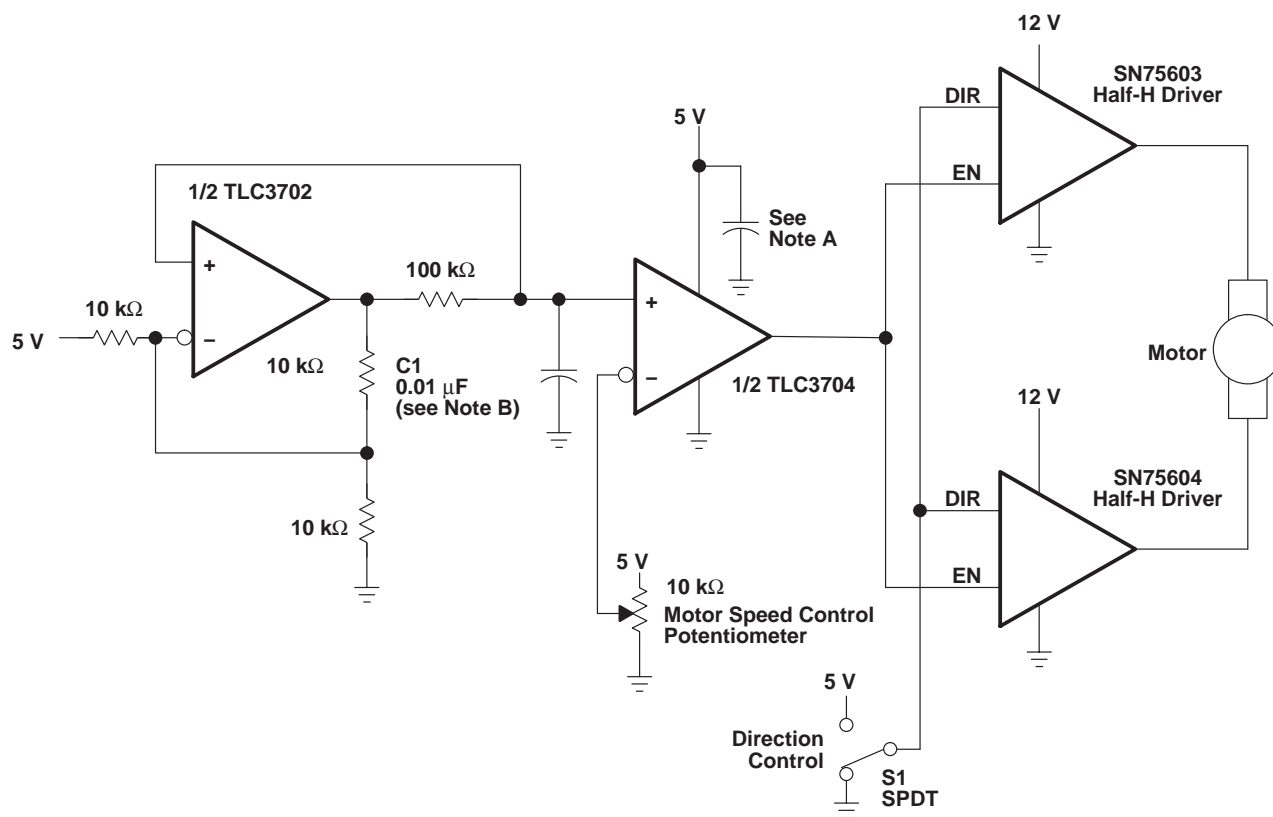 12 V
SN75603
Half-H Driver
DIR
5 V
EN
1/2 TLC3702
See
Note A
+
100 kΩ
+
10 kΩ
5 V
–
10 kΩ
C1
0.01 μF
(see Note B)
–
1/2 TLC3704
Motor
12 V
SN75604
Half-H Driver
DIR
10 kΩ
5 V
10 kΩ
Motor Speed Control
Potentiometer
EN
5 V
Direction
Control
S1
SPDT